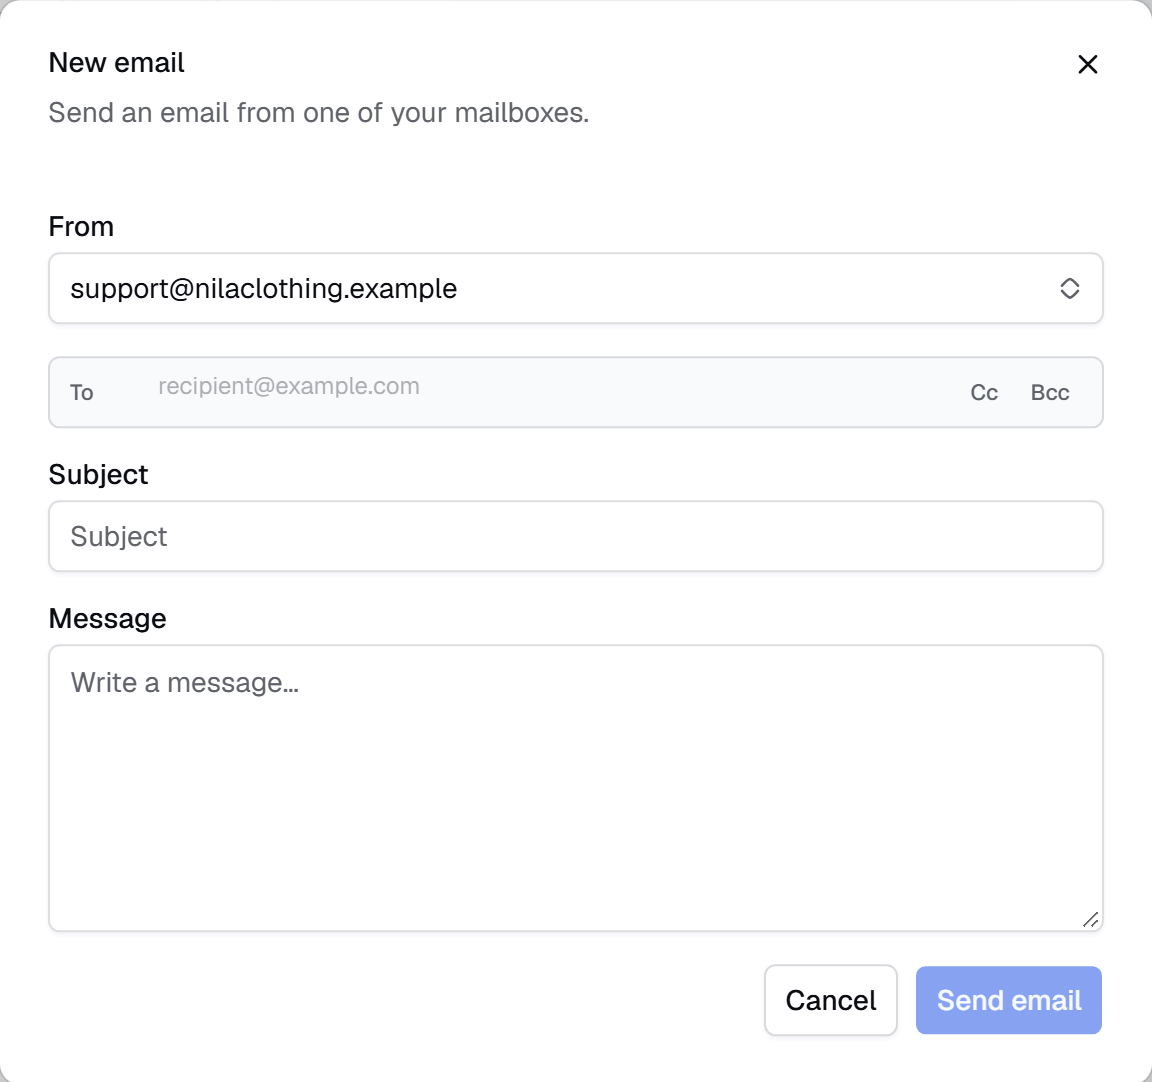 New email
Send an email from one of your mailboxes.
From
support@nilaclothing.example
To recipient@example.com Cc Bcc
Subject
Subject
Message
Write a message...
Cancel Send email